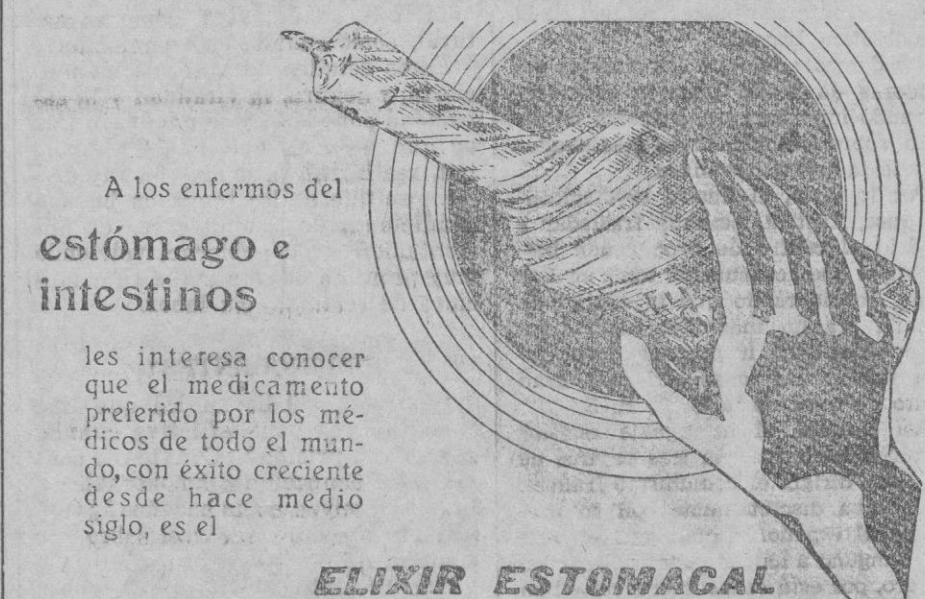 A los enfermos del
estómago e
intestinos
les interesa conocer
que el medicamento
preferido por los mé-
dicos de todo el mun-
do, con éxito creciente
desde hace medio
siglo, es el
ELIXIR ESTOMACAL